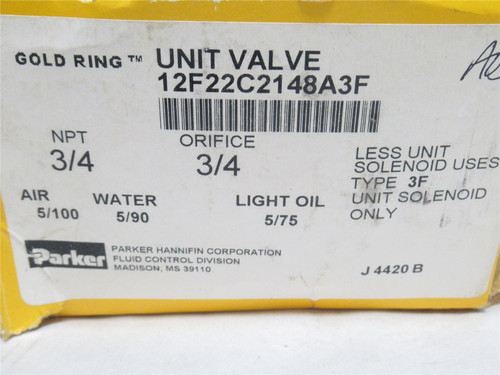 GOLD RING ™ UNIT VALVE
12F22C2148A3F
NPT ORIFICE
3/4 3/4
LESS UNIT
SOLENOID USES
TYPE 3F
UNIT SOLENOID
ONLY
AIR WATER LIGHT OIL
5/100 5/90 5/75
Parker
PARKER HANNIFIN CORPORATION
FLUID CONTROL DIVISION
MADISON, MS 39110
J 4420 B